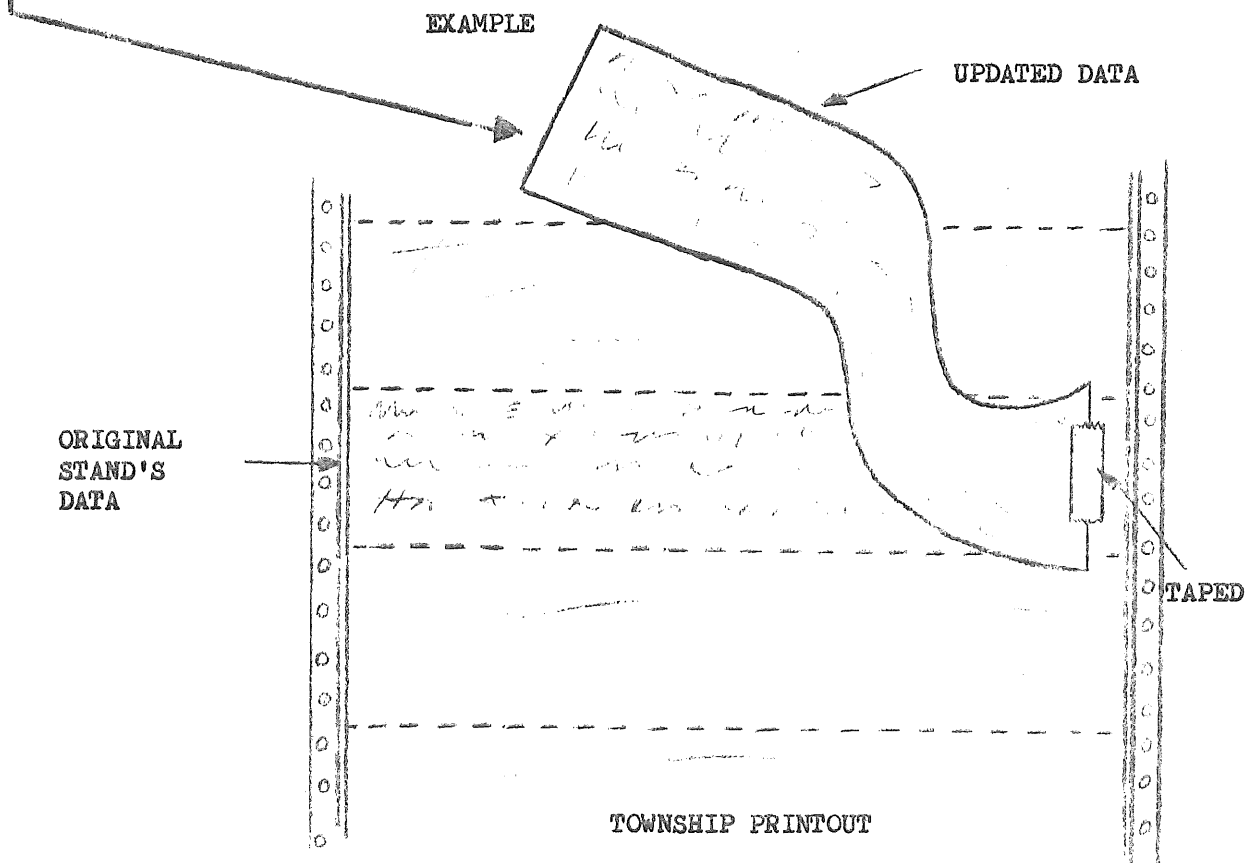 EXAMPLE
UPDATED DATA
ORIGINAL
STAND'S
DATA
TAPED
TOWNSHIP PRINTOUT